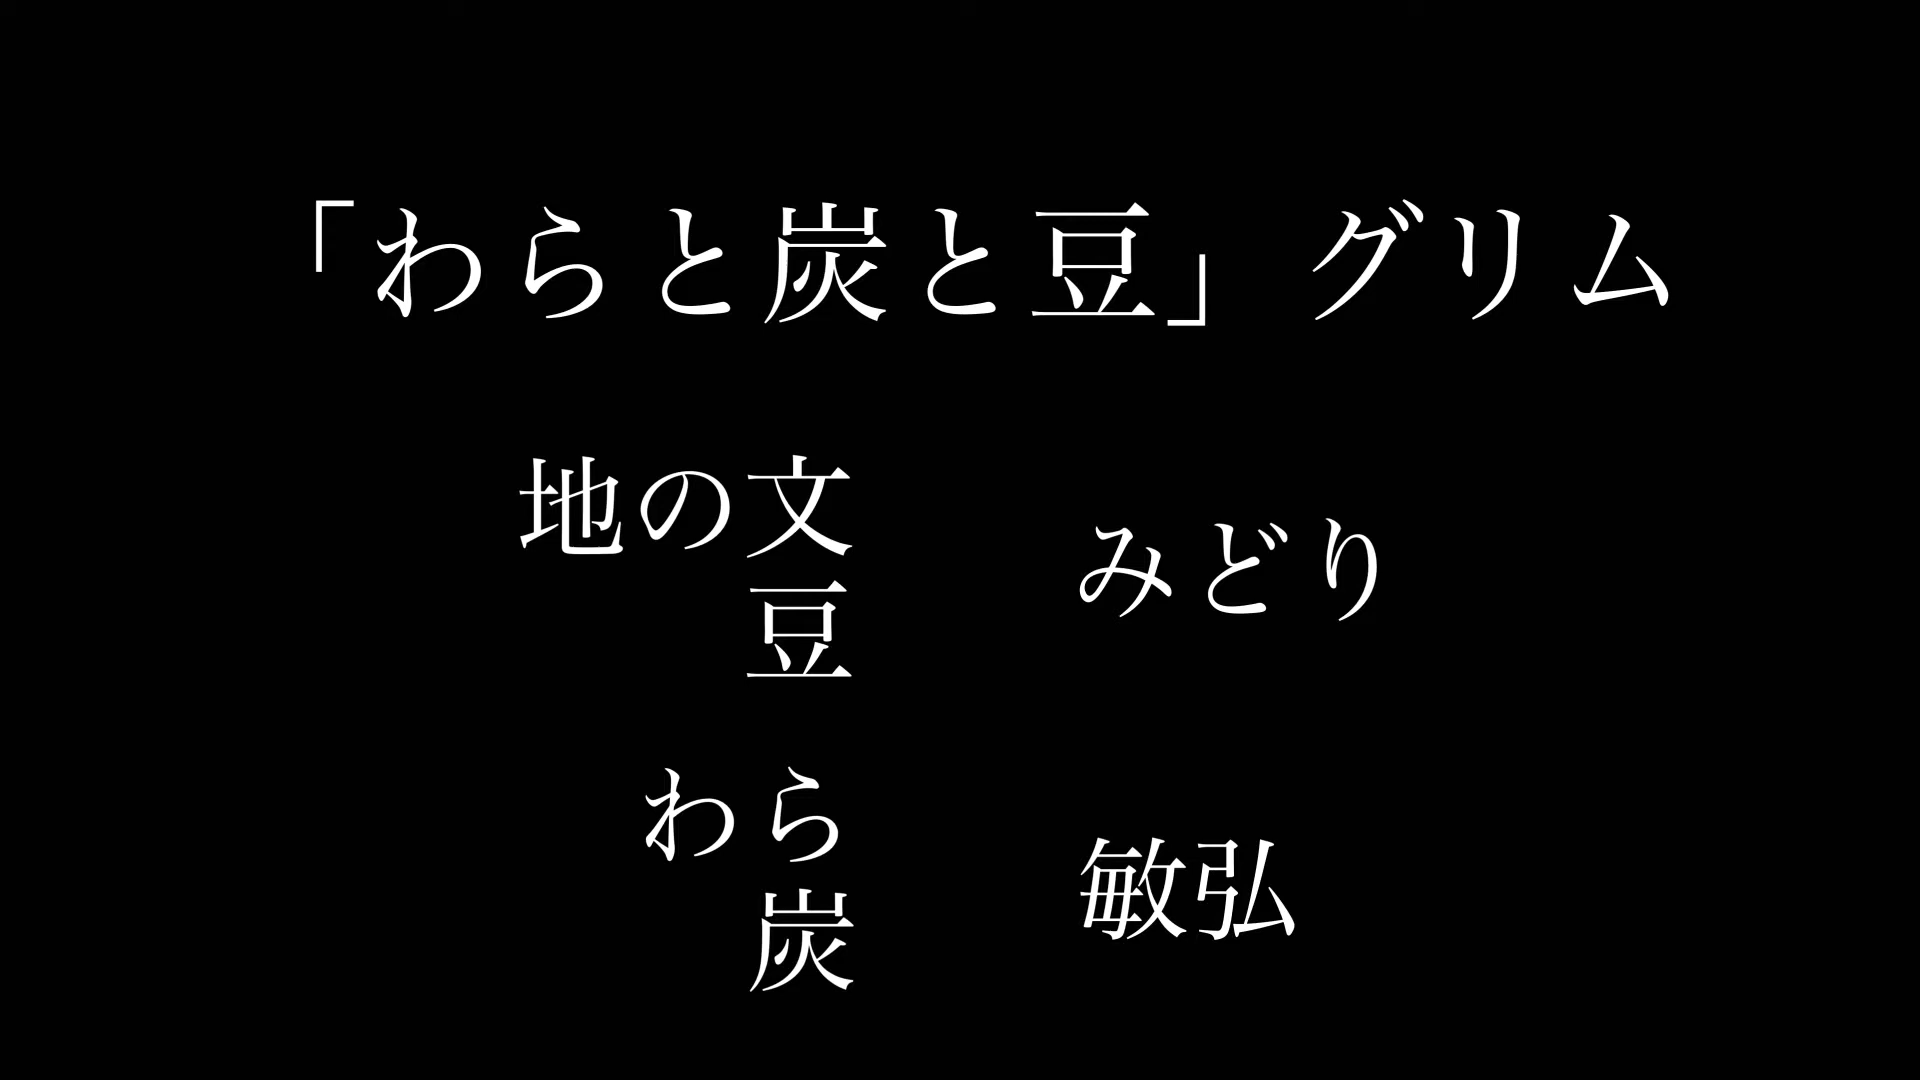 「わらと炭と豆」グリム
地の文
豆
みどり
わら
炭
敏弘